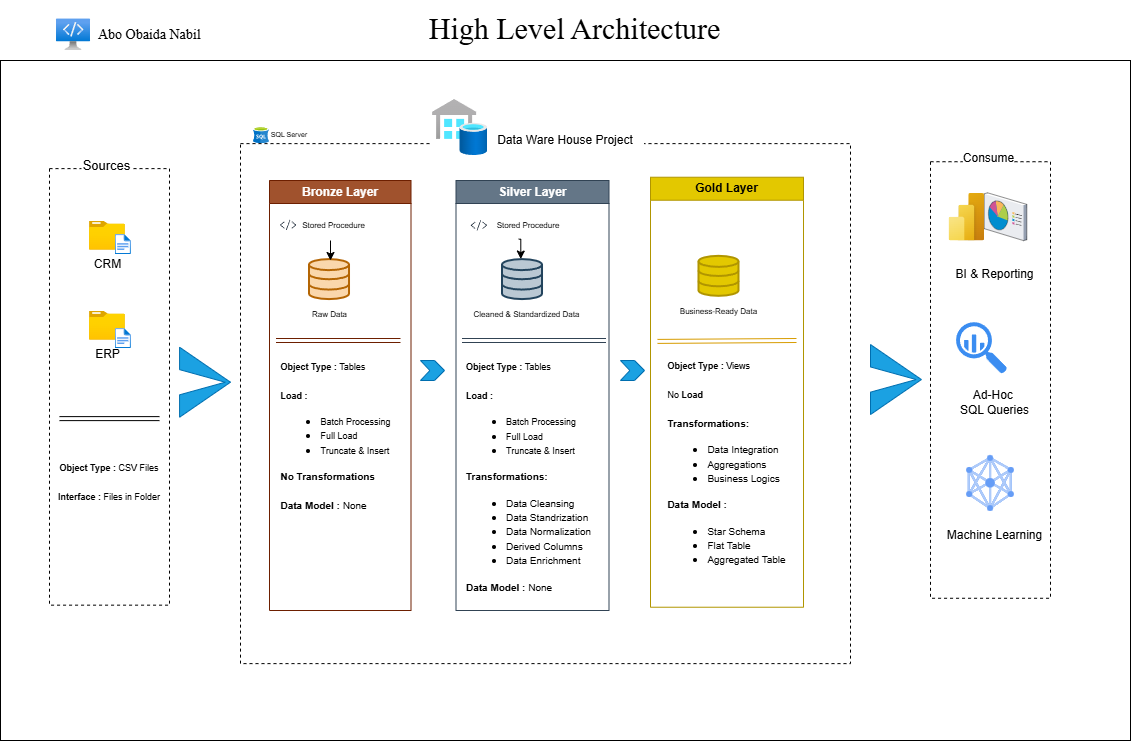 Abo Obaida Nabil
High Level Architecture
SQL Server
Data Ware House Project
Sources
CRM
ERP
Object Type : CSV Files
Interface : Files in Folder
Bronze Layer
</> Stored Procedure
Raw Data
Object Type : Tables
Load :
• Batch Processing
• Full Load
• Truncate & Insert
No Transformations
Data Model : None
Silver Layer
</> Stored Procedure
Cleaned & Standardized Data
Object Type : Tables
Load :
• Batch Processing
• Full Load
• Truncate & Insert
Transformations:
• Data Cleansing
• Data Standrization
• Data Normalization
• Derived Columns
• Data Enrichment
Data Model : None
Gold Layer
Business-Ready Data
Object Type : Views
No Load
Transformations:
• Data Integration
• Aggregations
• Business Logics
Data Model :
• Star Schema
• Flat Table
• Aggregated Table
Consume
BI & Reporting
Ad-Hoc
SQL Queries
Machine Learning